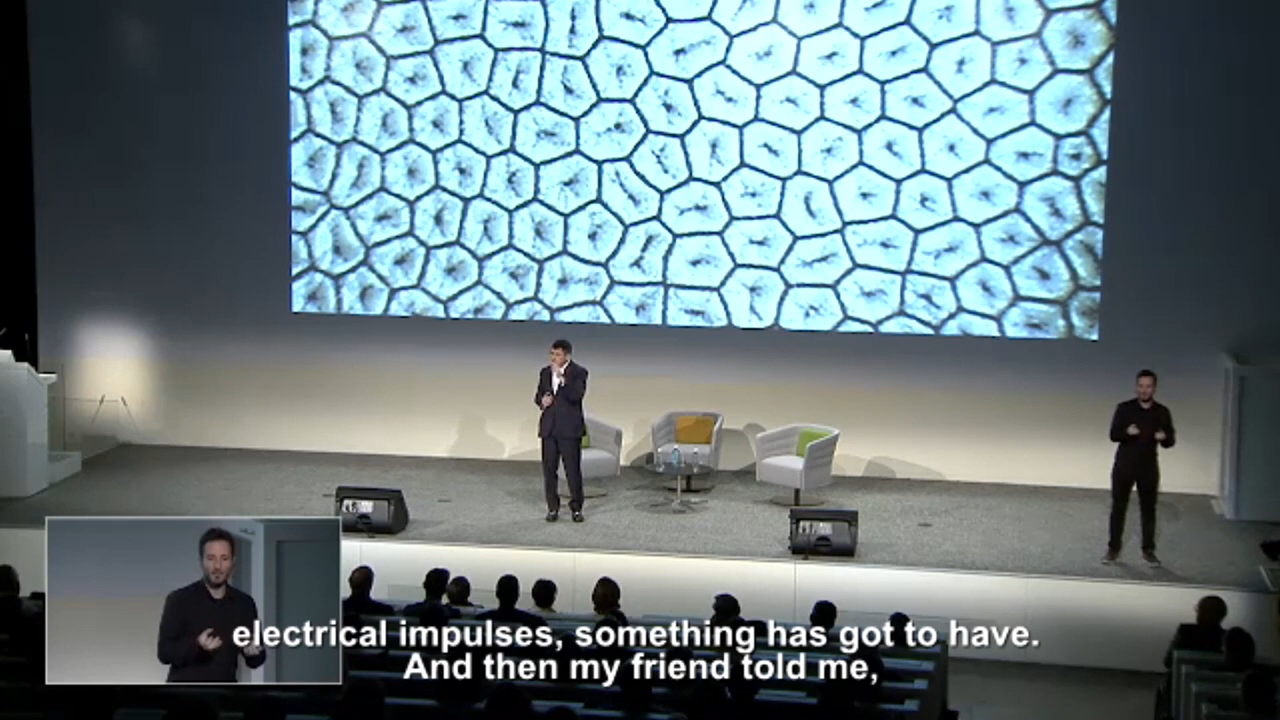 electrical impulses, something has got to have.
And then my friend told me,